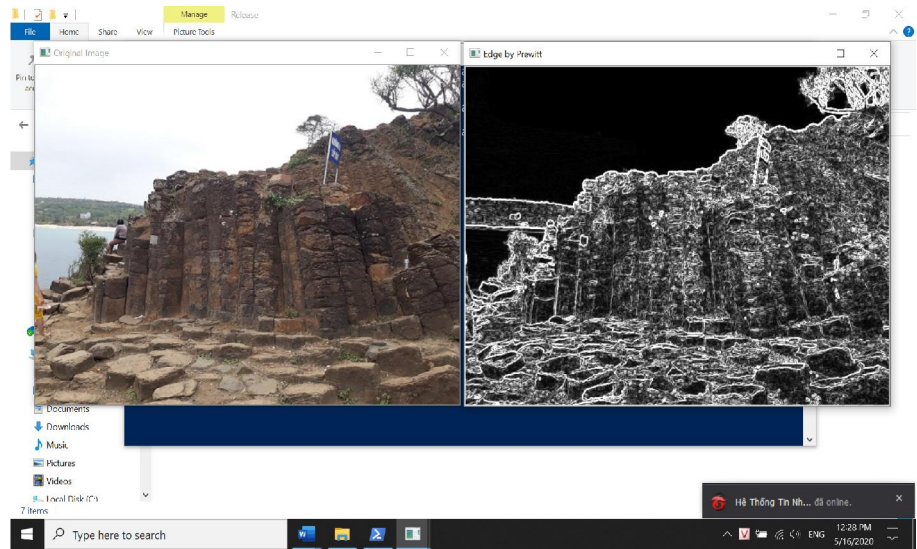 Manage
Release
File
Home
Share
View
Picture Tools
Original Image
Edge by Prewitt
Documents
Downloads
Music
Pictures
Videos
Local Disk (C:)
7 items
Hệ Thống Tin Nh... đã online.
Type here to search
ENG
12:28 PM
5/16/2020